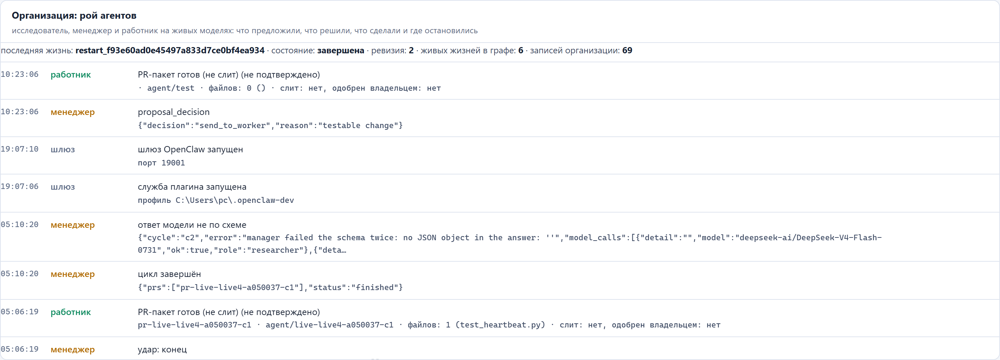 Организация: рой агентов
исследователь, менеджер и работник на живых моделях: что предложили, что решили, что сделали и где остановились
последняя жизнь: restart_f93e60ad0e45497a833d7ce0bf4ea934 · состояние: завершена · ревизия: 2 · живых жизней в графе: 6 · записей организации: 69
10:23:06 работник PR-пакет готов (не слит) (не подтверждено)
· agent/test · файлов: 0 () · слит: нет, одобрен владельцем: нет
10:23:06 менеджер proposal_decision
{"decision":"send_to_worker","reason":"testable change"}
19:07:10 шлюз шлюз OpenClaw запущен
порт 19001
19:07:06 шлюз служба плагина запущена
профиль C:\Users\pc\.openclaw-dev
05:10:20 менеджер ответ модели не по схеме
{"cycle":"c2","error":"manager failed the schema twice: no JSON object in the answer: ''","model_calls":[{"detail":"","model":"deepseek-ai/DeepSeek-V4-Flash-
0731","ok":true,"role":"researcher"},{"deta…
05:10:20 менеджер цикл завершён
{"prs":["pr-live-live4-a050037-c1"],"status":"finished"}
05:06:19 работник PR-пакет готов (не слит) (не подтверждено)
pr-live-live4-a050037-c1 · agent/live-live4-a050037-c1 · файлов: 1 (test_heartbeat.py) · слит: нет, одобрен владельцем: нет
05:06:19 менеджер удар: конец